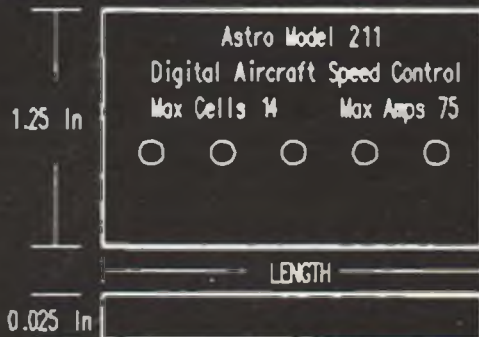 Astro Model 211
Digital Aircraft Speed Control
Max Cells 14 Max Amps 75
1.25 In
LENGTH
0.025 In